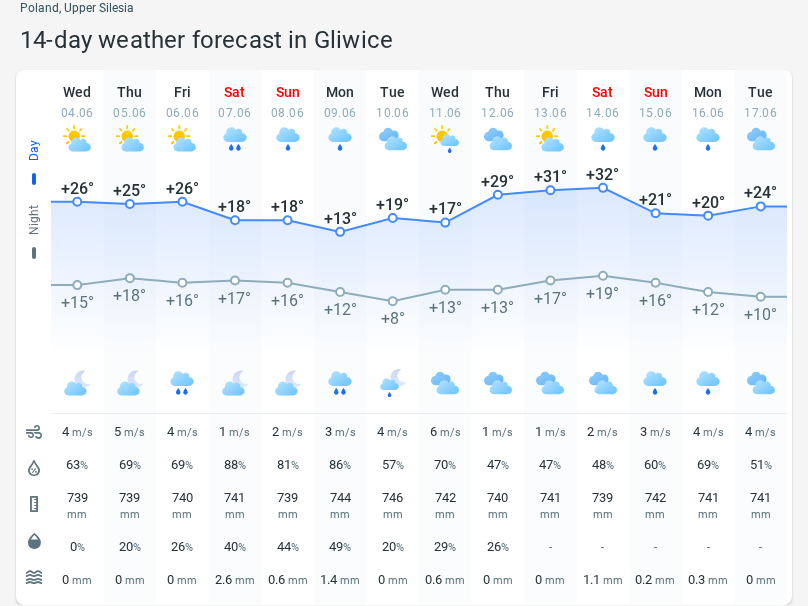 Poland, Upper Silesia
14-day weather forecast in Gliwice
Wed Thu Fri Sat Sun Mon Tue Wed Thu Fri Sat Sun Mon Tue
04.06 05.06 06.06 07.06 08.06 09.06 10.06 11.06 12.06 13.06 14.06 15.06 16.06 17.06
Day
+26° +25° +26° +18° +18° +13° +19° +17° +29° +31° +32° +21° +20° +24°
Night
+15° +18° +16° +17° +16° +12° +8° +13° +13° +17° +19° +16° +12° +10°
4 m/s 5 m/s 4 m/s 1 m/s 2 m/s 3 m/s 4 m/s 6 m/s 1 m/s 1 m/s 2 m/s 3 m/s 4 m/s 4 m/s
63% 69% 69% 88% 81% 86% 57% 70% 47% 47% 48% 60% 69% 51%
739 739 740 741 739 744 746 742 740 741 739 742 741 741
mm mm mm mm mm mm mm mm mm mm mm mm mm mm
0% 20% 26% 40% 44% 49% 20% 29% 26% - - - - -
0 mm 0 mm 0 mm 2.6 mm 0.6 mm 1.4 mm 0 mm 0.6 mm 0 mm 0 mm 1.1 mm 0.2 mm 0.3 mm 0 mm